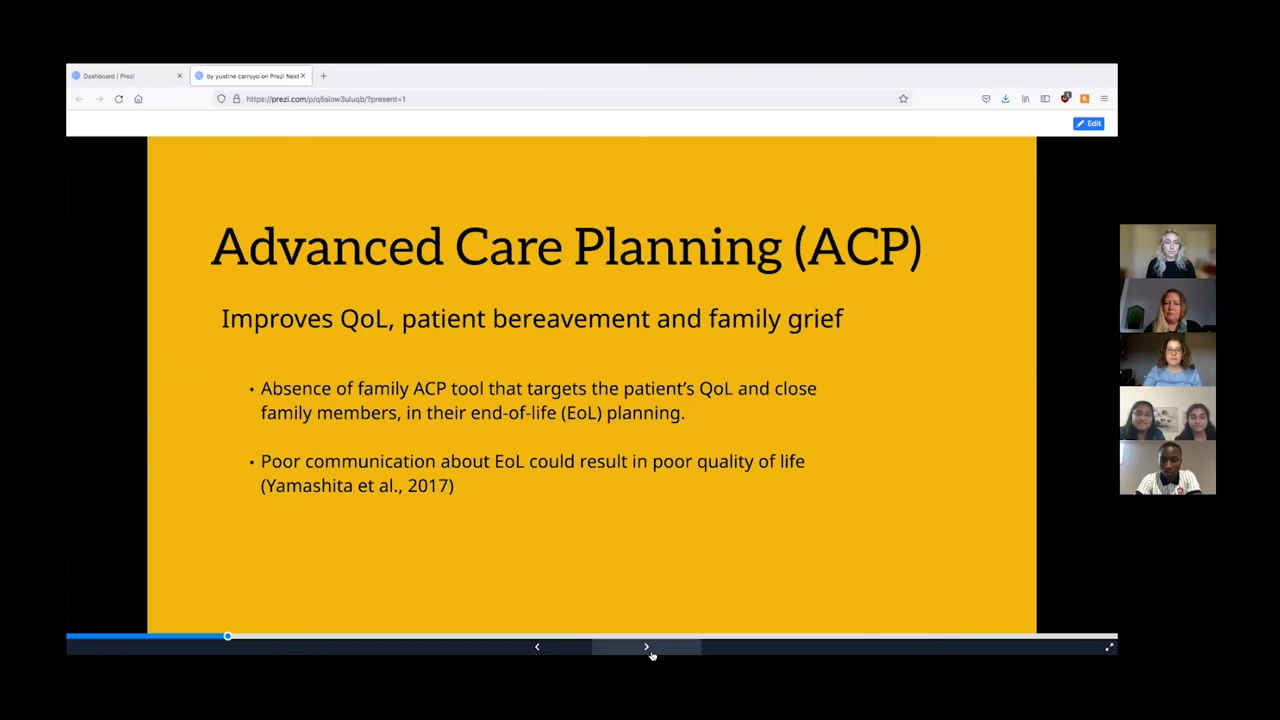 Dashboard | Prezi
by yustine carruyo on Prezi Next
https://prezi.com/p/q5siow3uiuqb/?present=1
Edit
Advanced Care Planning (ACP)
Improves QoL, patient bereavement and family grief
• Absence of family ACP tool that targets the patient's QoL and close
family members, in their end-of-life (EoL) planning.
• Poor communication about EoL could result in poor quality of life
(Yamashita et al., 2017)